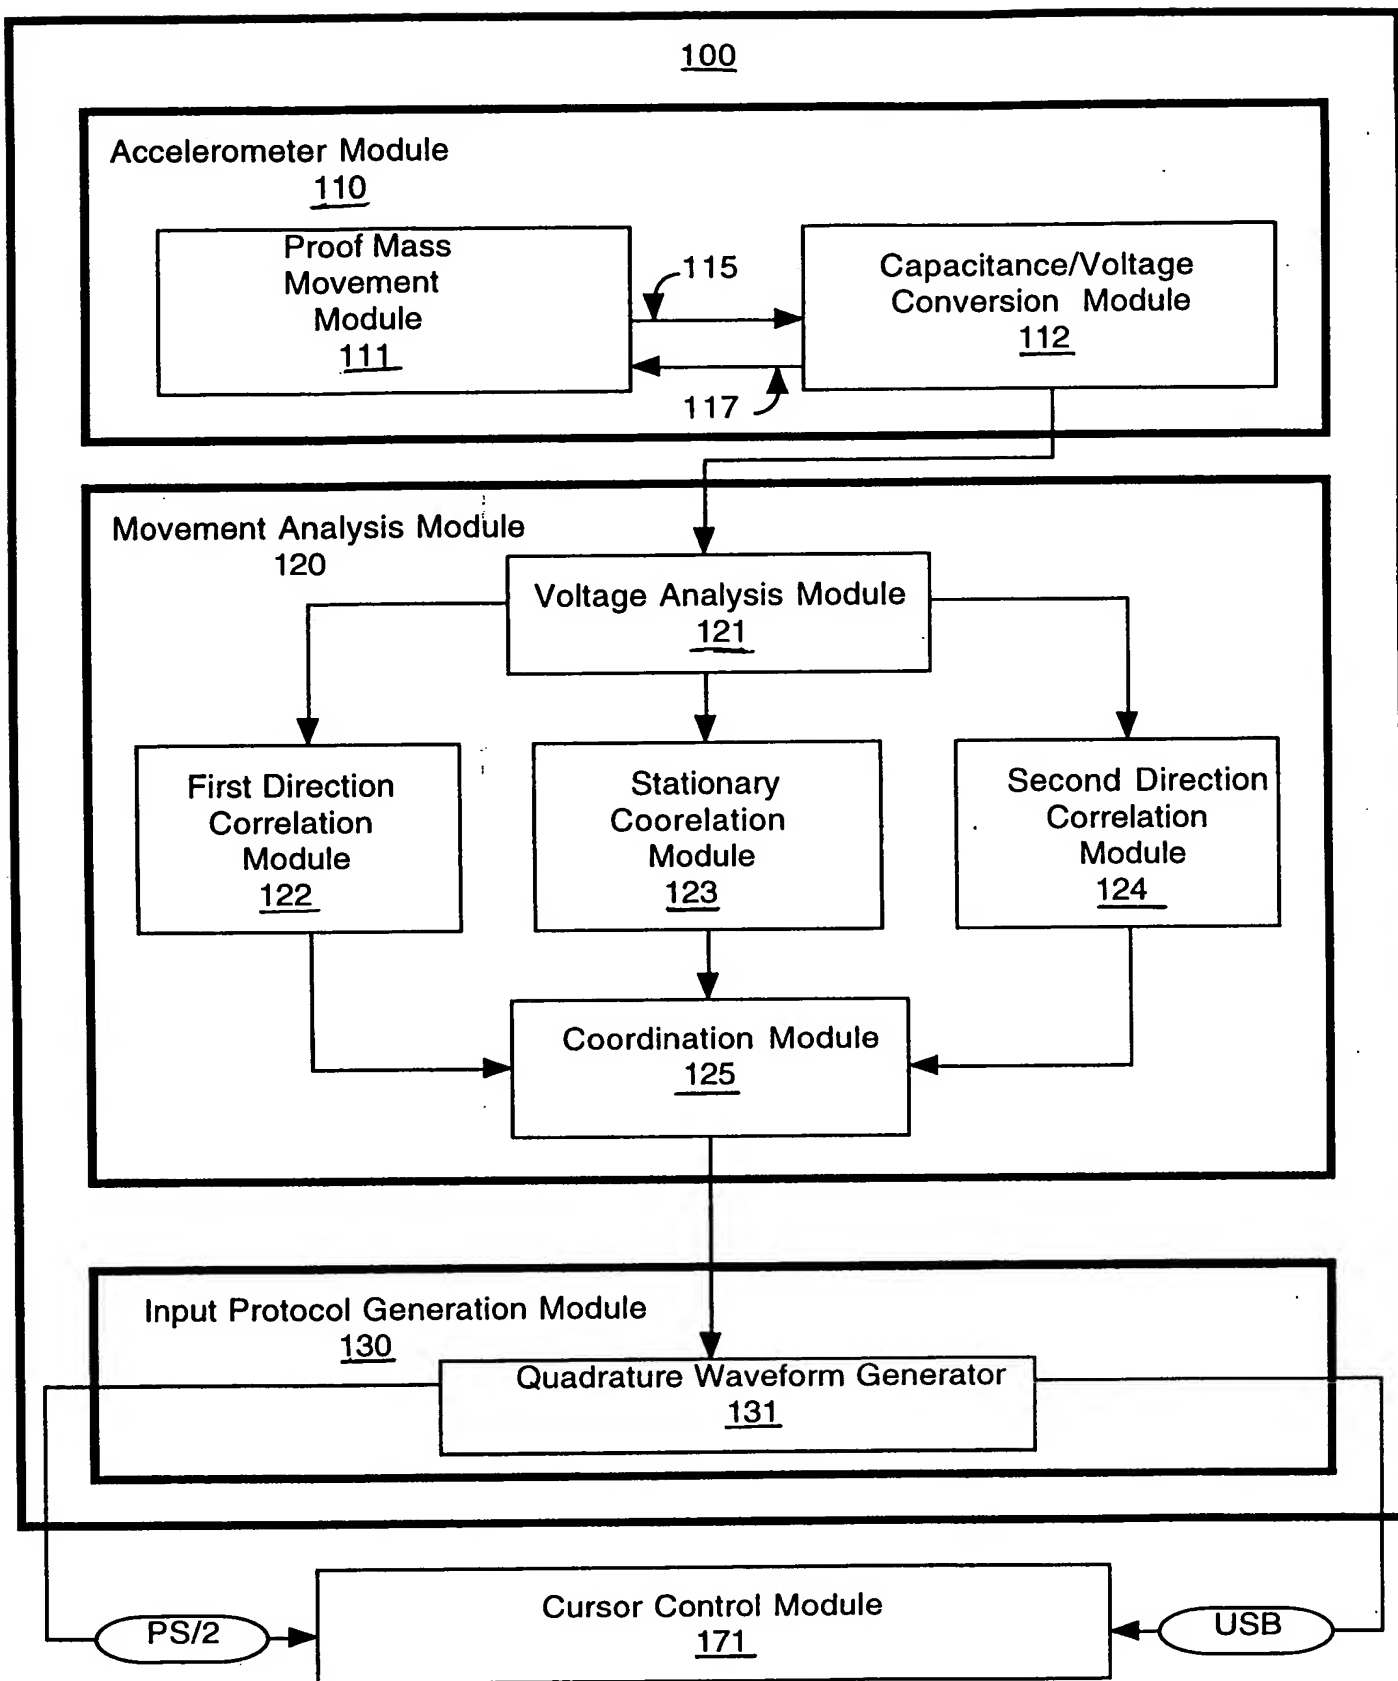 100
Accelerometer Module
110
Proof Mass
Movement
Module
111
115
117
Capacitance/Voltage
Conversion Module
112
Movement Analysis Module
120
Voltage Analysis Module
121
First Direction
Correlation
Module
122
Stationary
Coorelation
Module
123
Second Direction
Correlation
Module
124
Coordination Module
125
Input Protocol Generation Module
130
Quadrature Waveform Generator
131
PS/2
Cursor Control Module
171
USB